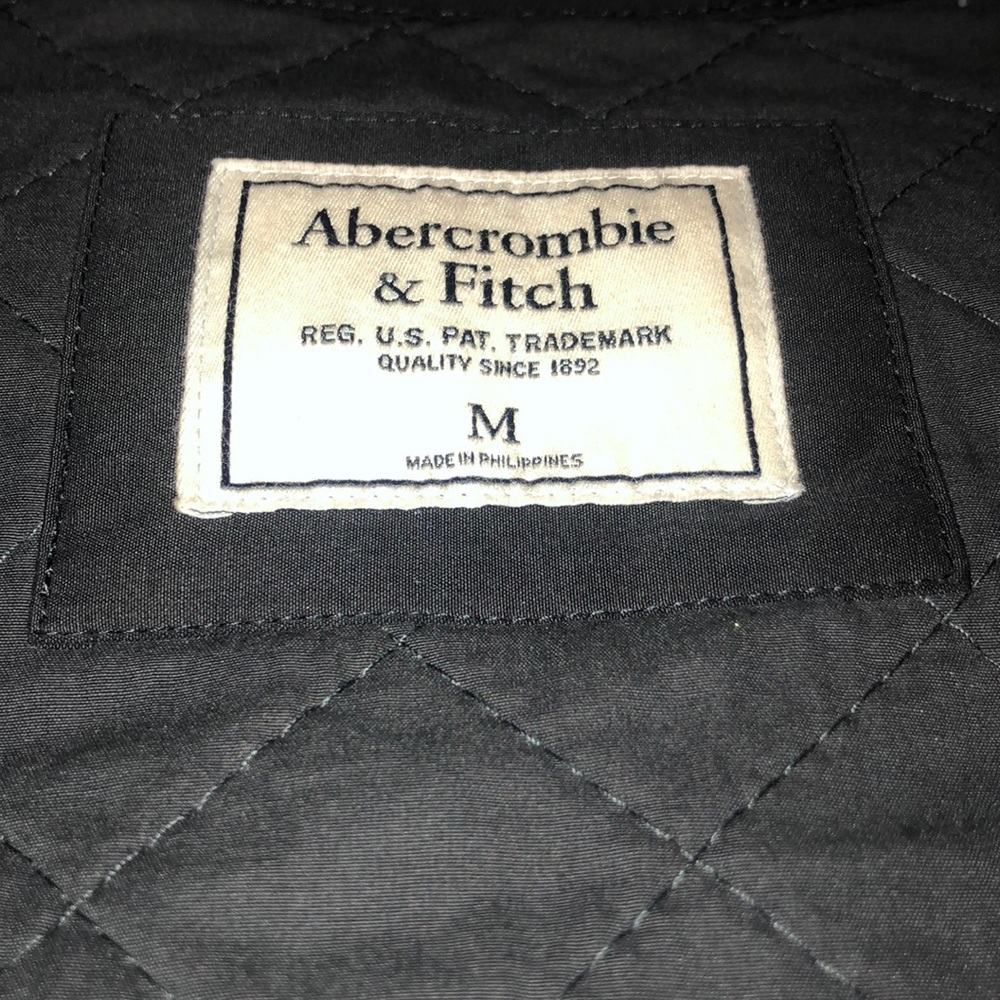 Abercrombie
& Fitch
REG. U.S. PAT. TRADEMARK
QUALITY SINCE 1892
M
MADE IN PHILIPPINES